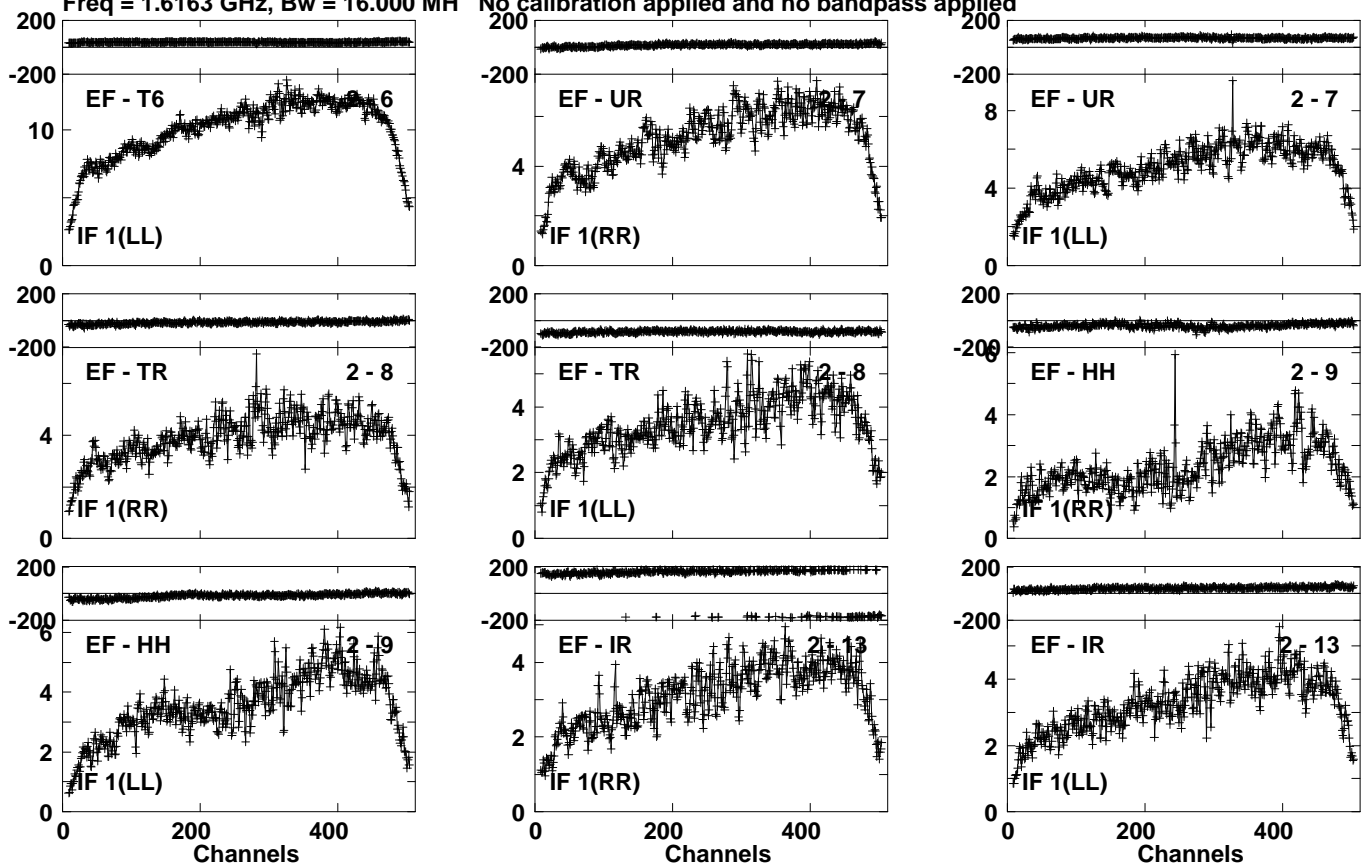 Freq = 1.6163 GHz, Bw = 16.000 MH No calibration applied and no bandpass applied
200
-200
10
0
EF - T6
2 - 6
IF 1(LL)
200
-200
4
0
EF - UR
2 - 7
IF 1(RR)
200
-200
8
4
0
EF - UR
2 - 7
IF 1(LL)
200
-200
4
0
EF - TR
2 - 8
IF 1(RR)
200
-200
4
2
0
EF - TR
2 - 8
IF 1(LL)
200
-200
6
4
2
0
EF - HH
2 - 9
IF 1(RR)
200
-200
6
4
2
0
EF - HH
2 - 9
IF 1(LL)
0 200 400
Channels
200
-200
4
2
0
EF - IR
2 - 13
IF 1(RR)
0 200 400
Channels
200
-200
4
2
0
EF - IR
2 - 13
IF 1(LL)
0 200 400
Channels